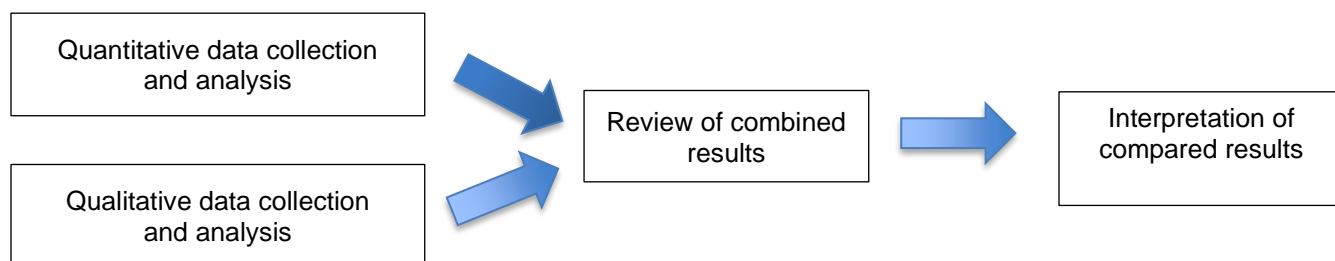 Quantitative data collection
and analysis
Qualitative data collection
and analysis
Review of combined
results
Interpretation of
compared results